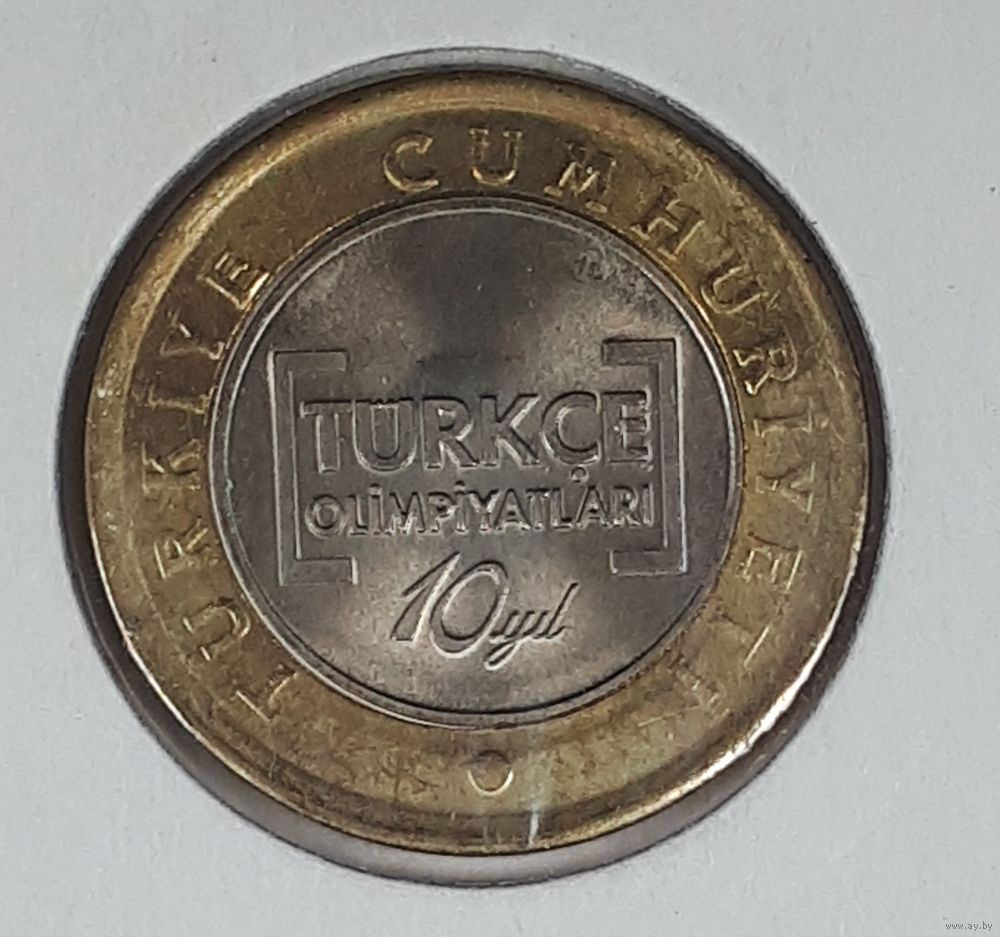 TÜRKİYE CUMHURİYETİ
TÜRKÇE
OLİMPİYATLARI
10 yıl
www.ay.by